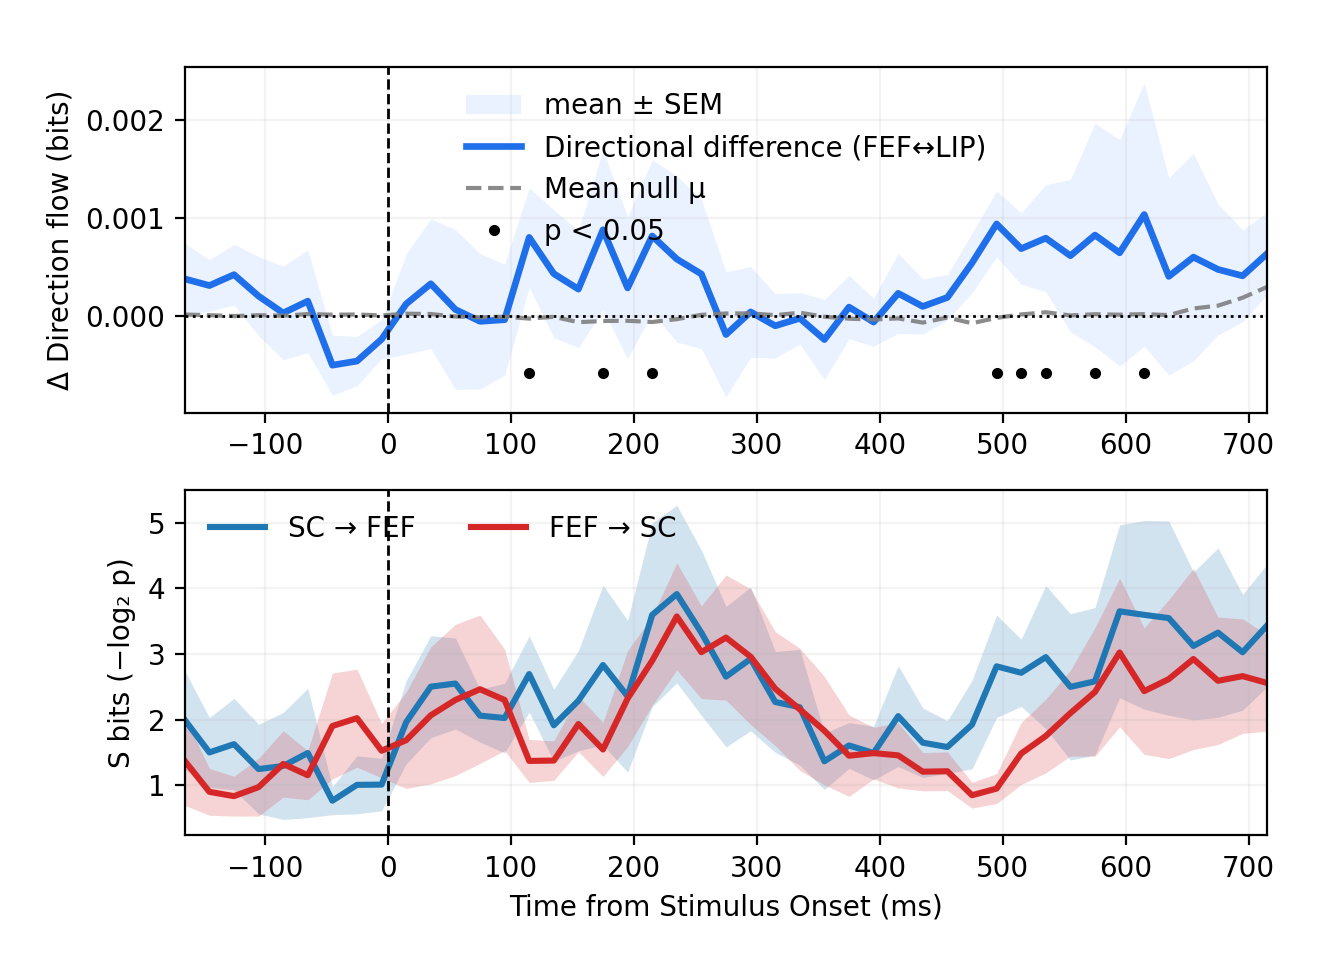 Δ Direction flow (bits)
0.002
0.001
0.000
mean ± SEM
Directional difference (FEF↔LIP)
Mean null μ
p < 0.05
−100 0 100 200 300 400 500 600 700
S bits (−log₂ p)
5
4
3
2
1
SC → FEF FEF → SC
−100 0 100 200 300 400 500 600 700
Time from Stimulus Onset (ms)